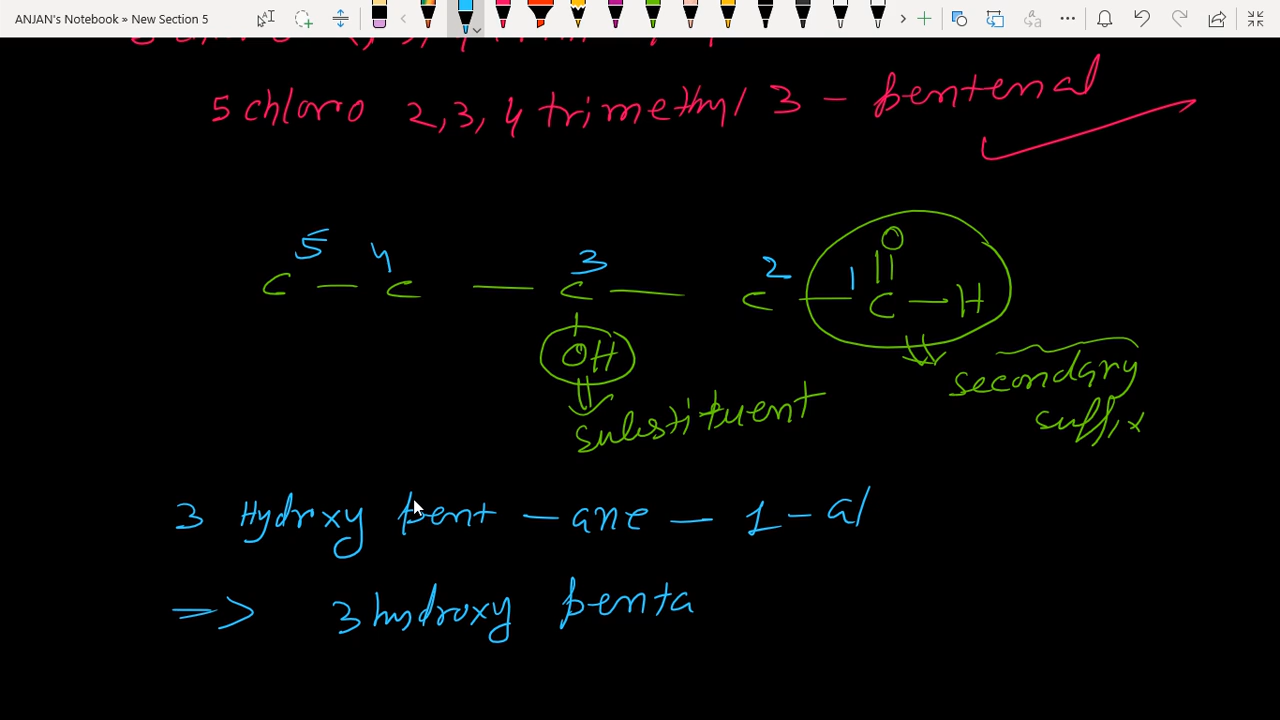 ANJAN's Notebook » New Section 5
5 chloro 2,3,4 trimethyl 3 - pentenal
5 4 3 2 1 O
C - C - C - C - C - H
OH
secondary
suffix
substituent
3 Hydroxy pent - ane - 1 - al
=> 3 hydroxy penta